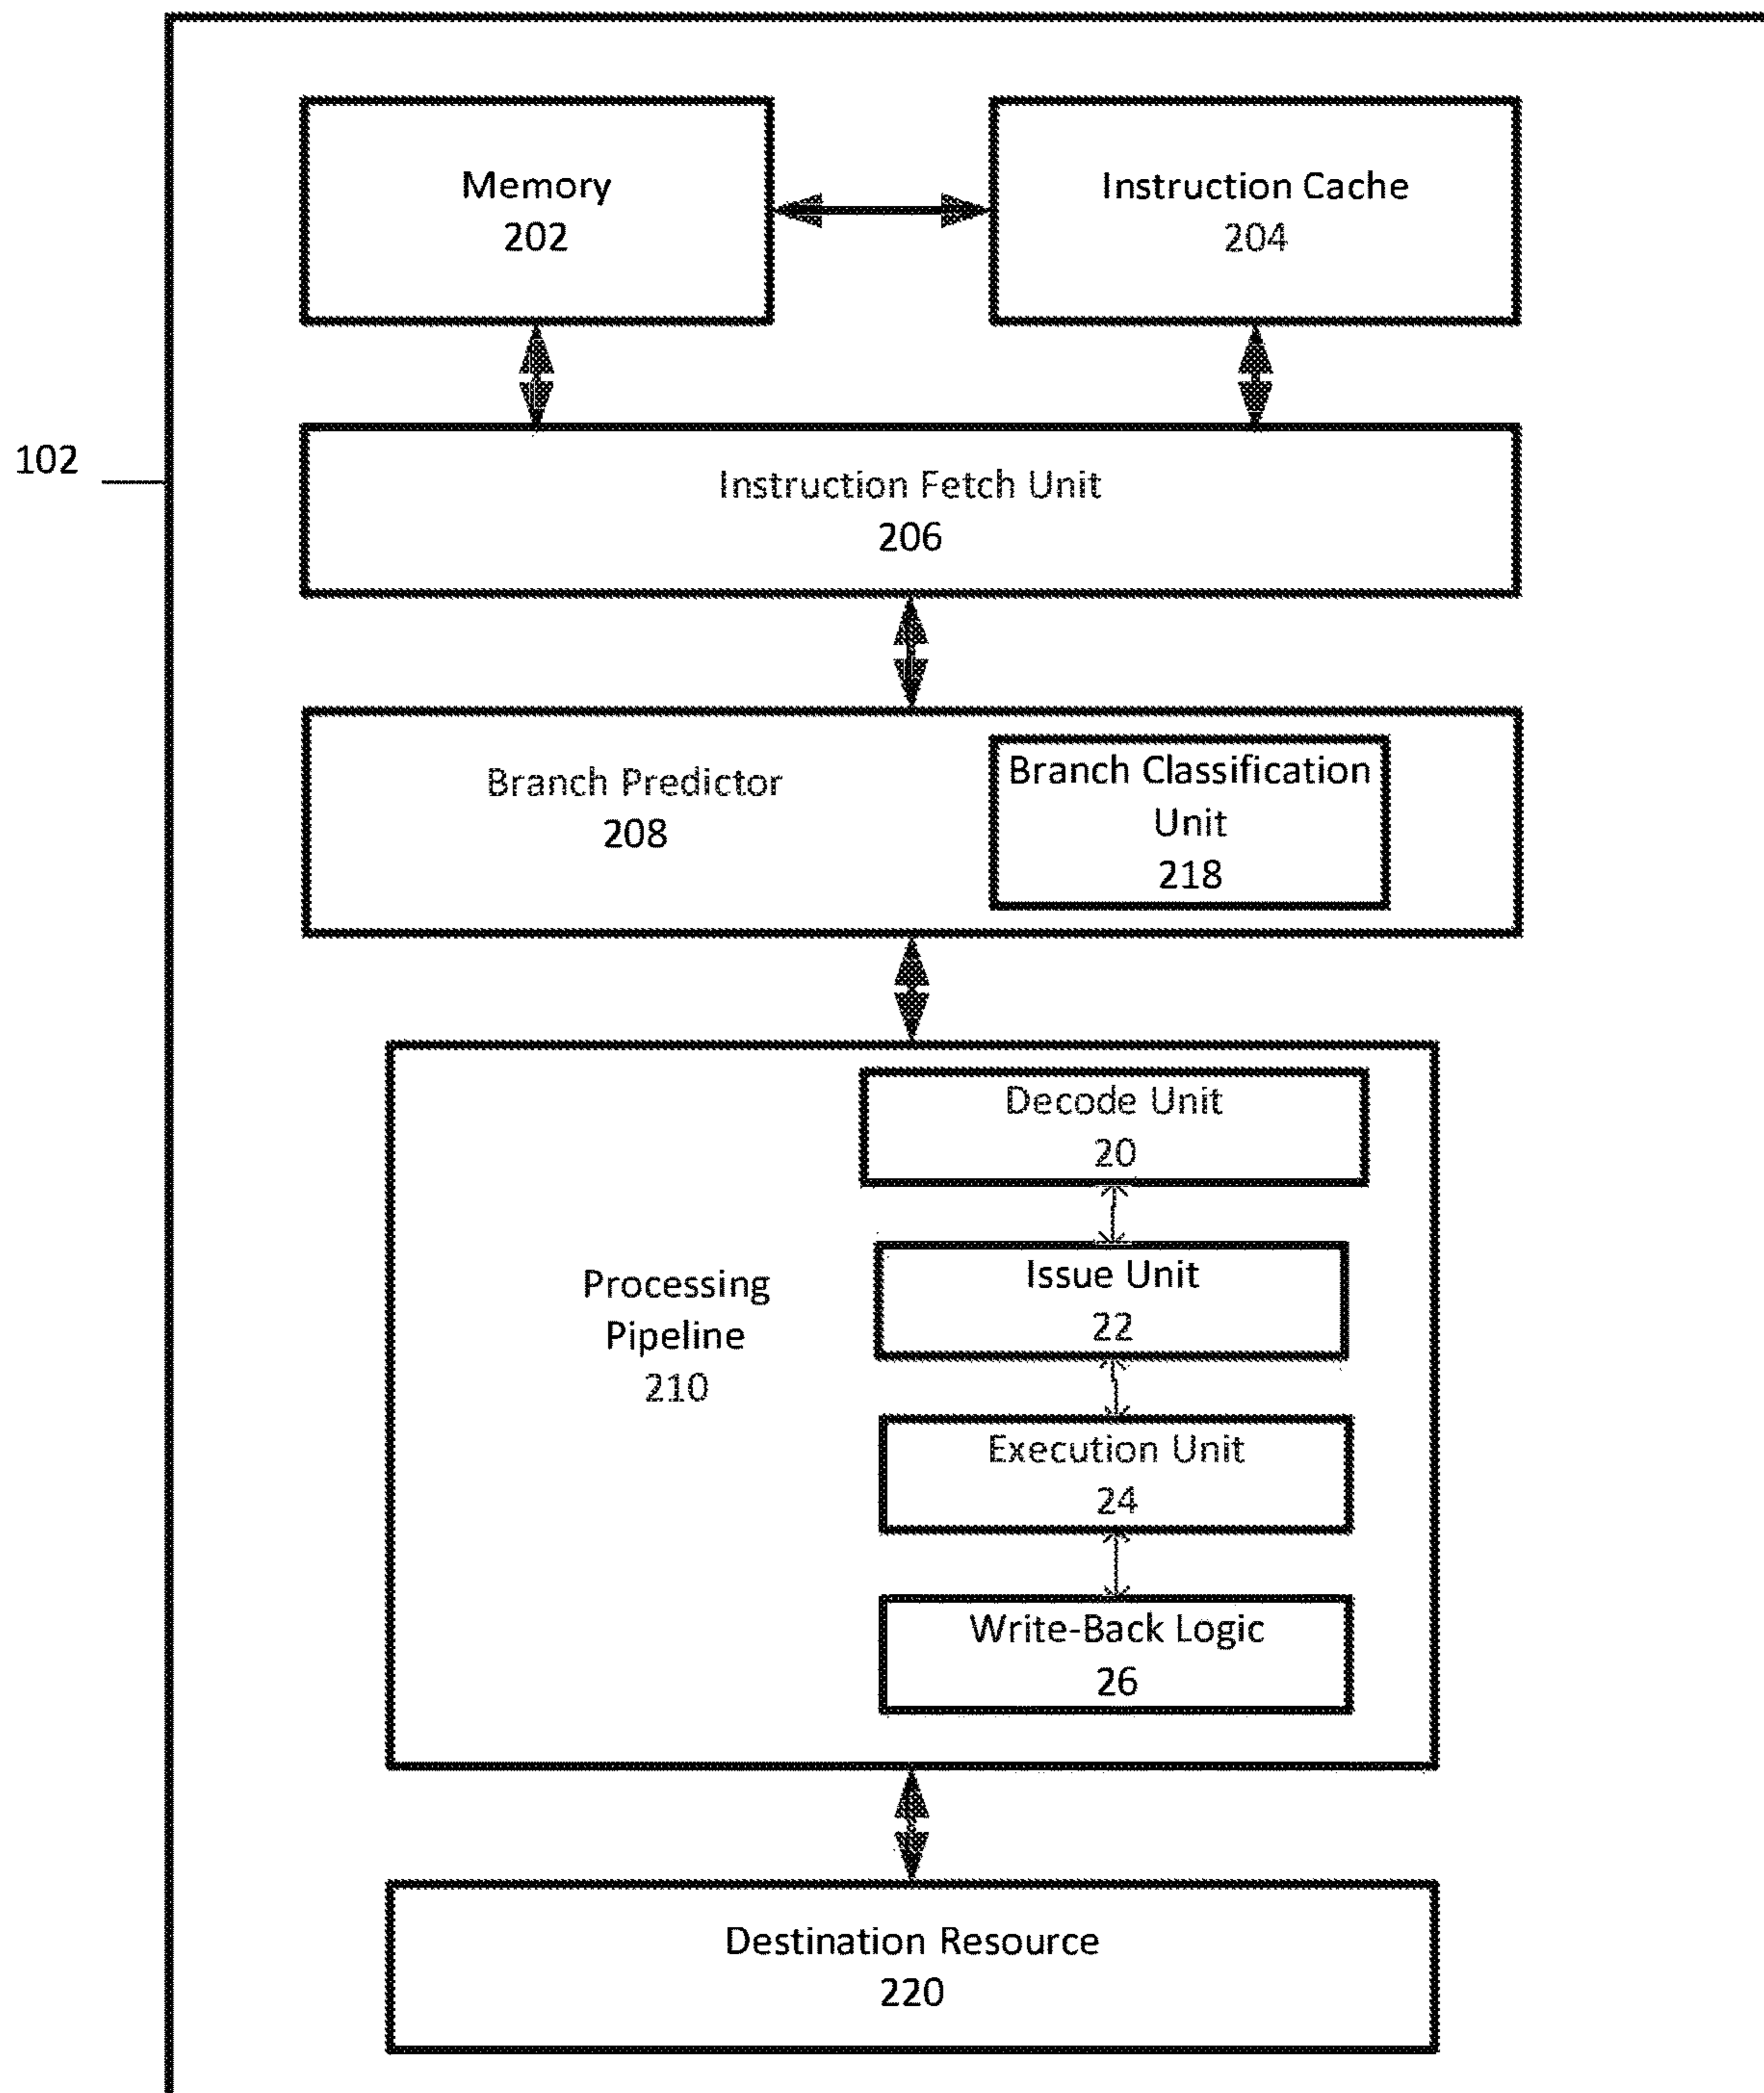 Memory
202
Instruction Cache
204
102
Instruction Fetch Unit
206
Branch Predictor
208
Branch Classification
Unit
218
Decode Unit
20
Issue Unit
22
Processing
Pipeline
210
Execution Unit
24
Write-Back Logic
26
Destination Resource
220